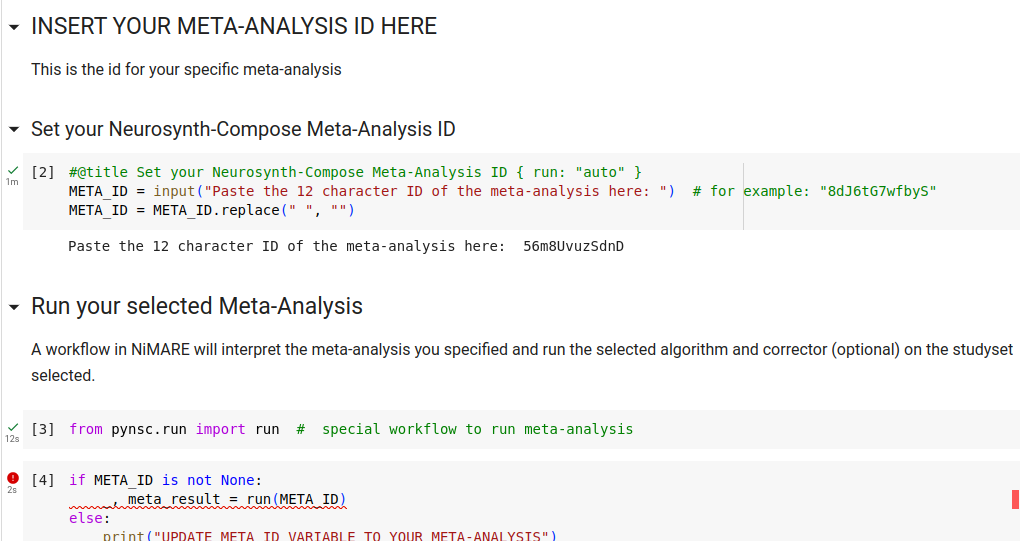 INSERT YOUR META-ANALYSIS ID HERE
This is the id for your specific meta-analysis
Set your Neurosynth-Compose Meta-Analysis ID
[2] #@title Set your Neurosynth-Compose Meta-Analysis ID { run: "auto" }
1m
META_ID = input("Paste the 12 character ID of the meta-analysis here: ")  # for example: "8dJ6tG7wfbyS"
META_ID = META_ID.replace(" ", "")
Paste the 12 character ID of the meta-analysis here:  56m8UvuzSdnD
Run your selected Meta-Analysis
A workflow in NiMARE will interpret the meta-analysis you specified and run the selected algorithm and corrector (optional) on the studyset
selected.
[3] from pynsc.run import run  #  special workflow to run meta-analysis
12s
[4] if META_ID is not None:
2s
    _, meta_result = run(META_ID)
else:
    print("UPDATE META_ID VARIABLE TO YOUR META-ANALYSIS")